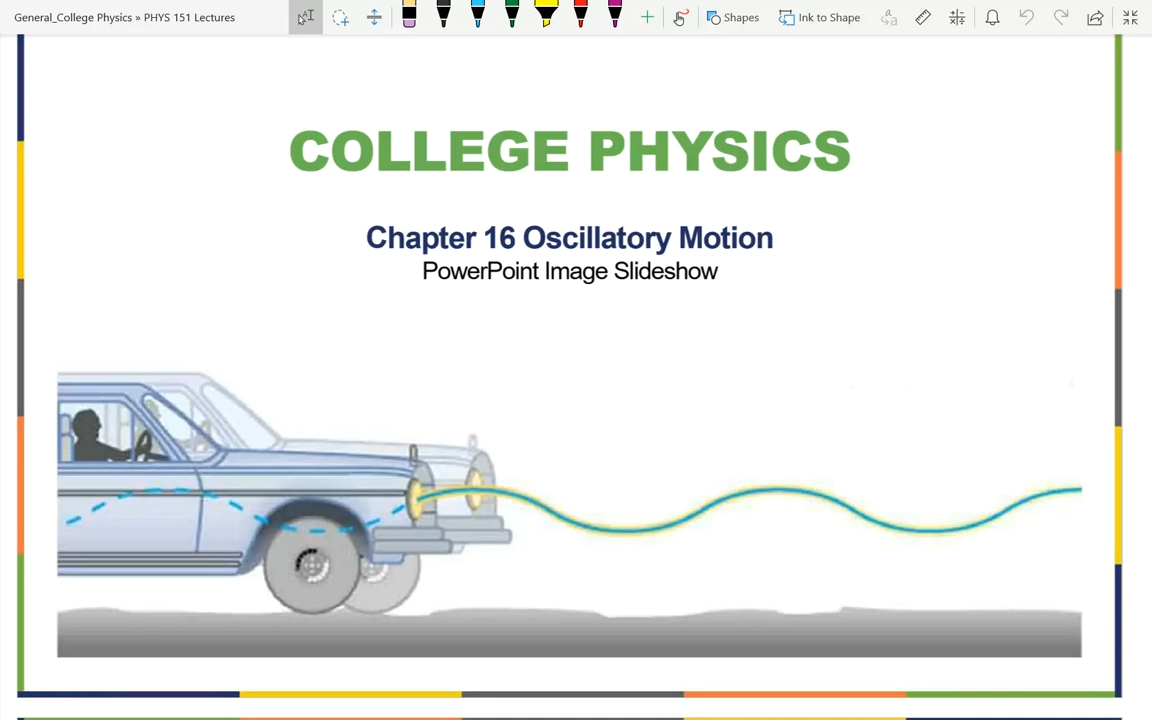 General_College Physics » PHYS 151 Lectures
Shapes
Ink to Shape
COLLEGE PHYSICS
Chapter 16 Oscillatory Motion
PowerPoint Image Slideshow